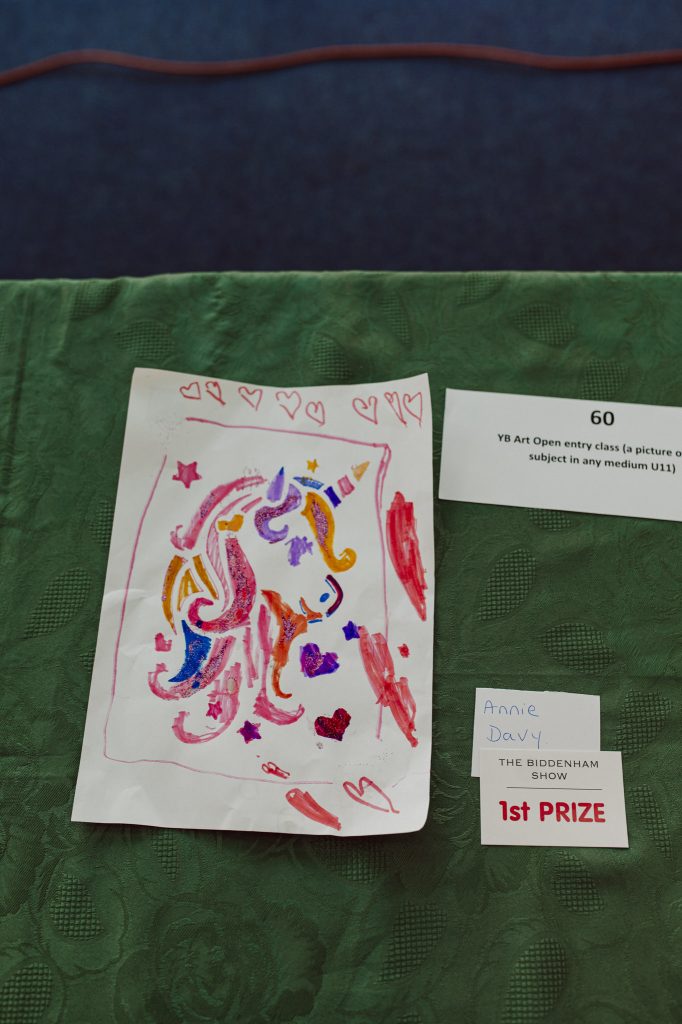 60
YB Art Open entry class (a picture o
subject in any medium U11)
Annie
Davy.
THE BIDDENHAM
SHOW
1st PRIZE